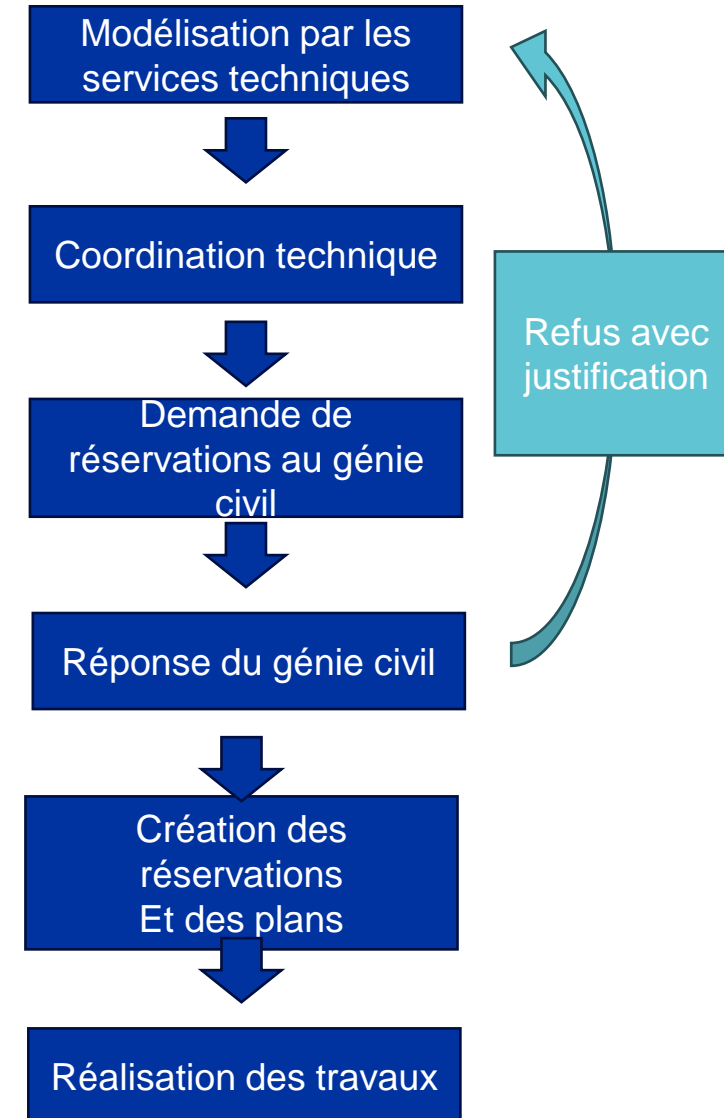 Modélisation par les
services techniques
Coordination technique
Refus avec
justification
Demande de
réservations au génie
civil
Réponse du génie civil
Création des
réservations
Et des plans
Réalisation des travaux